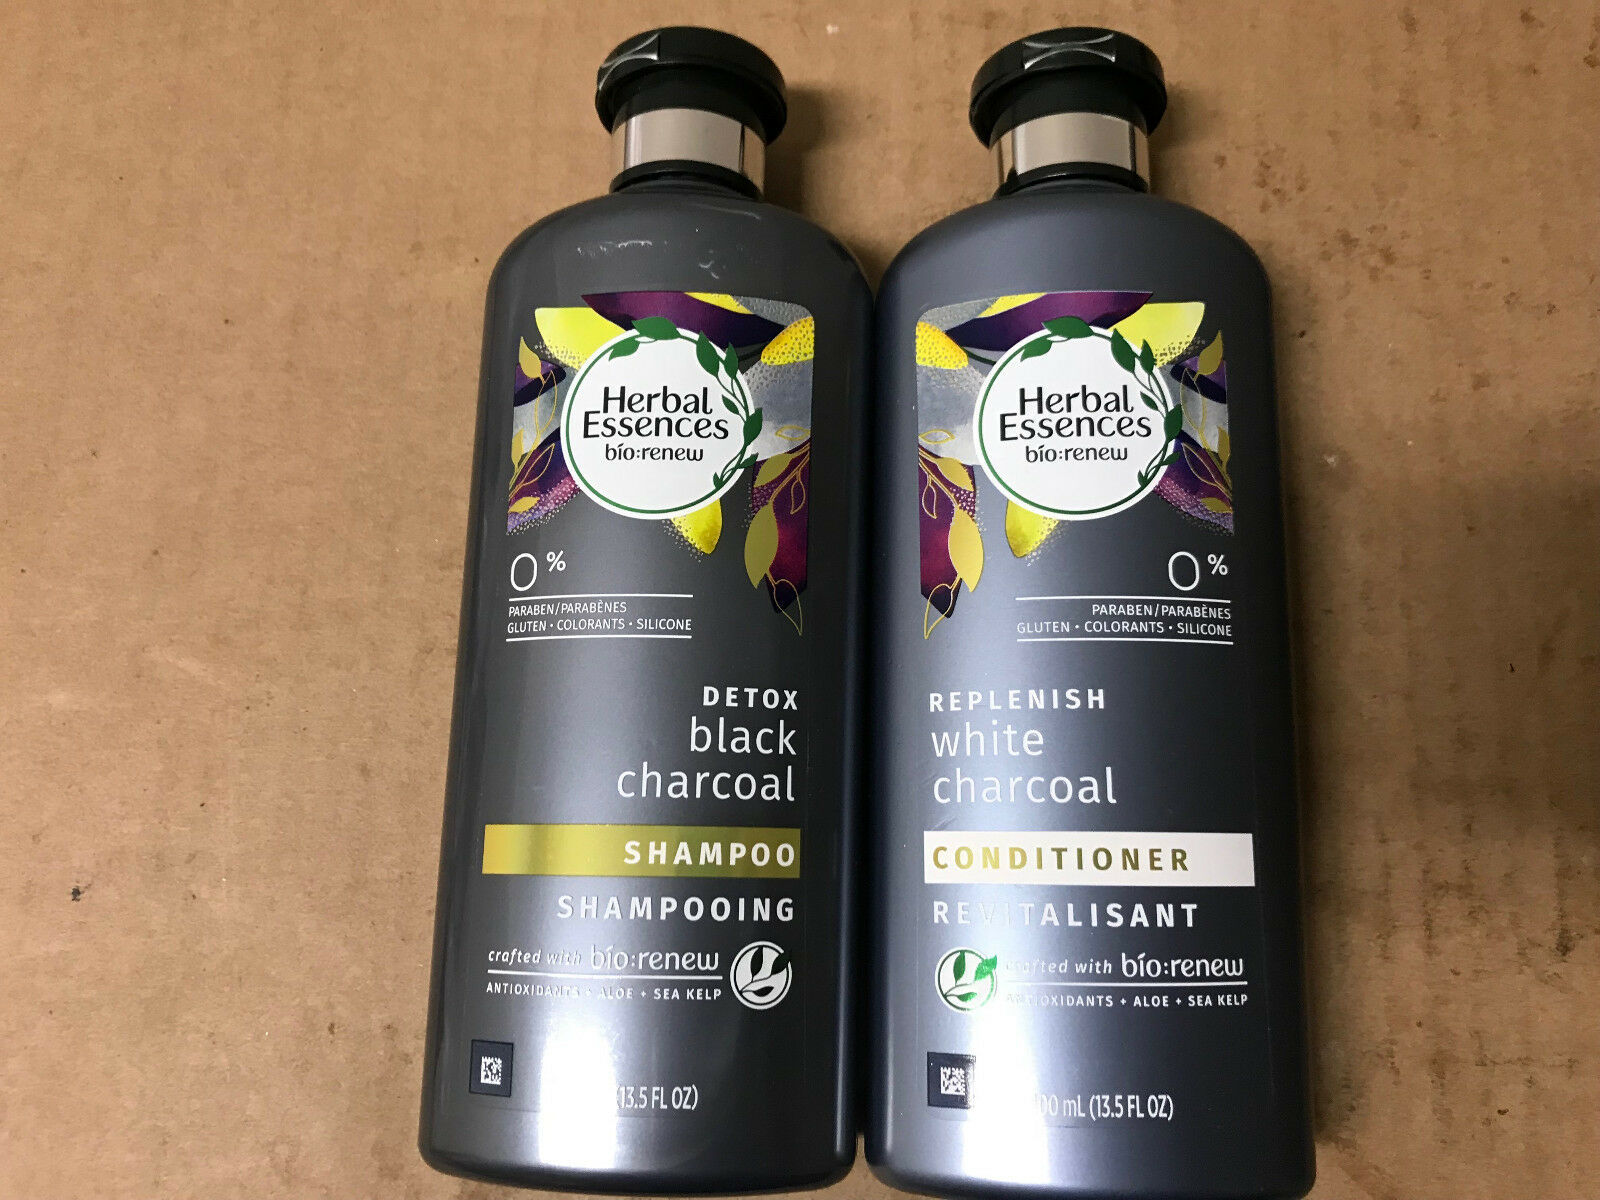 Herbal
Essences
bío:renew
0%
PARABEN/PARABÈNES
GLUTEN • COLORANTS • SILICONE
DETOX
black
charcoal
SHAMPOO
SHAMPOOING
crafted with bío:renew
ANTIOXIDANTS + ALOE + SEA KELP
(13.5 FL OZ)
Herbal
Essences
bío:renew
0%
PARABEN/PARABÈNES
GLUTEN • COLORANTS • SILICONE
REPLENISH
white
charcoal
CONDITIONER
REVITALISANT
crafted with bío:renew
ANTIOXIDANTS + ALOE + SEA KELP
mL (13.5 FL OZ)